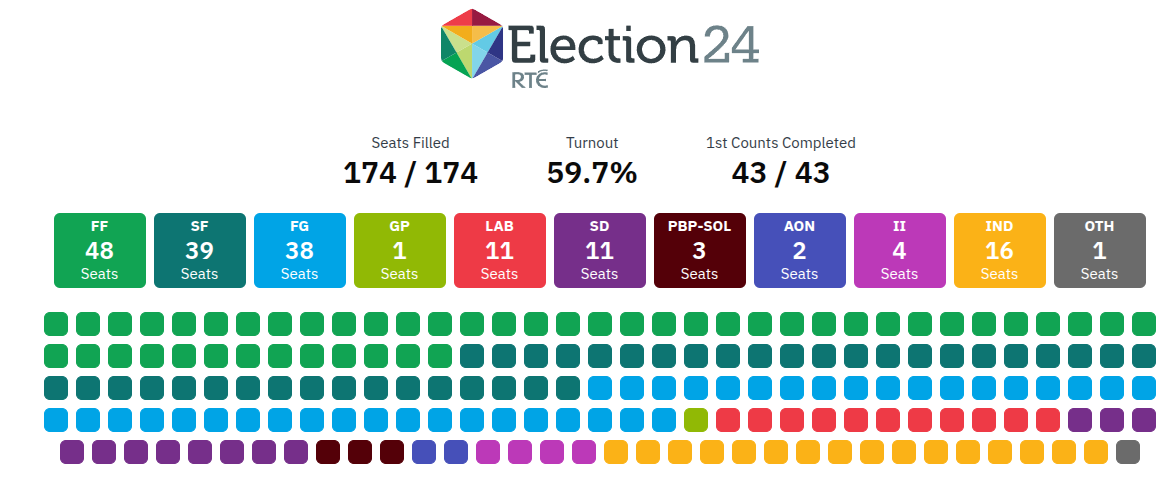 Election 24
RTÉ
Seats Filled Turnout 1st Counts Completed
174 / 174 59.7% 43 / 43
FF SF FG GP LAB SD PBP-SOL AON II IND OTH
48 39 38 1 11 11 3 2 4 16 1
Seats Seats Seats Seats Seats Seats Seats Seats Seats Seats Seats